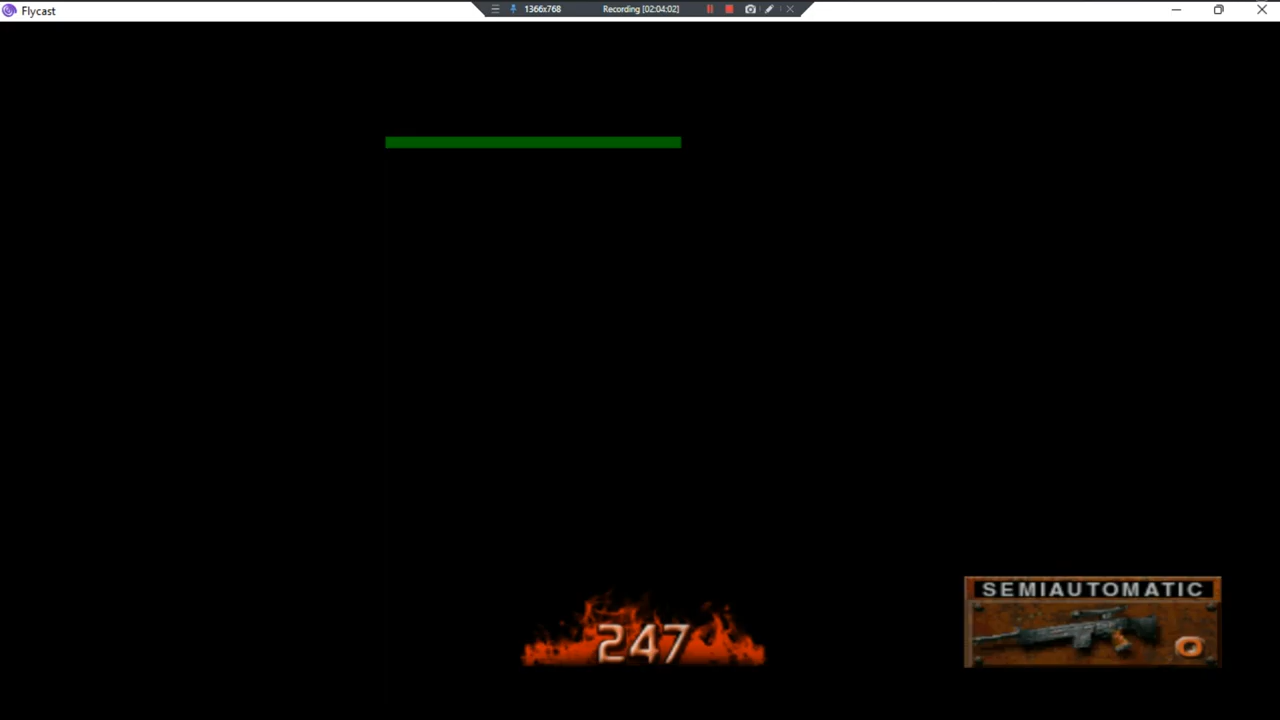 Flycast
1366x768
Recording [02:04:02]
247
SEMIAUTOMATIC
0